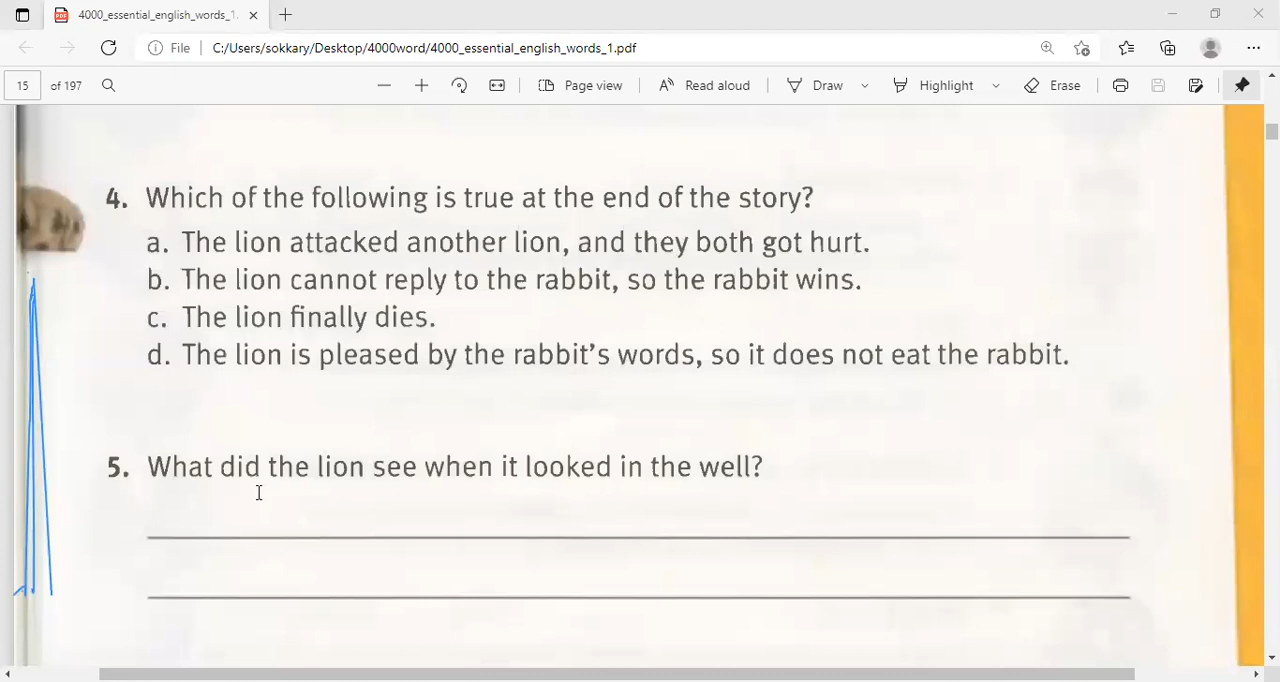 4000_essential_english_words_1.
File
C:/Users/sokkary/Desktop/4000word/4000_essential_english_words_1.pdf
15 of 197
Page view
Read aloud
Draw
Highlight
Erase
4. Which of the following is true at the end of the story?
a. The lion attacked another lion, and they both got hurt.
b. The lion cannot reply to the rabbit, so the rabbit wins.
c. The lion finally dies.
d. The lion is pleased by the rabbit's words, so it does not eat the rabbit.
5. What did the lion see when it looked in the well?